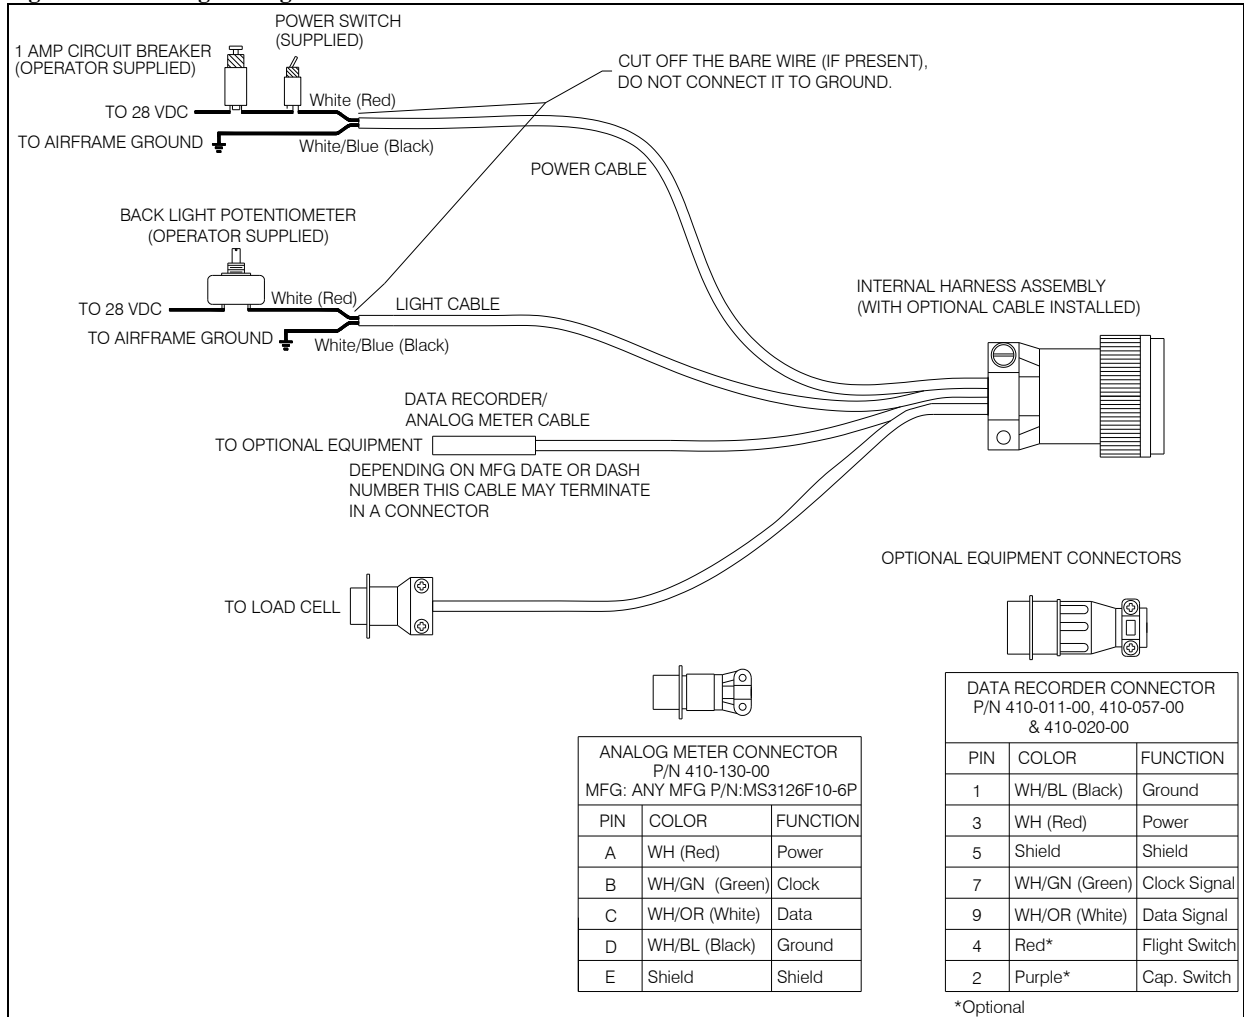 POWER SWITCH
(SUPPLIED)
1 AMP CIRCUIT BREAKER
(OPERATOR SUPPLIED)
CUT OFF THE BARE WIRE (IF PRESENT),
DO NOT CONNECT IT TO GROUND.
White (Red)
TO 28 VDC
TO AIRFRAME GROUND
White/Blue (Black)
POWER CABLE
BACK LIGHT POTENTIOMETER
(OPERATOR SUPPLIED)
INTERNAL HARNESS ASSEMBLY
(WITH OPTIONAL CABLE INSTALLED)
White (Red)
LIGHT CABLE
TO 28 VDC
TO AIRFRAME GROUND
White/Blue (Black)
DATA RECORDER/
ANALOG METER CABLE
TO OPTIONAL EQUIPMENT
DEPENDING ON MFG DATE OR DASH
NUMBER THIS CABLE MAY TERMINATE
IN A CONNECTOR
OPTIONAL EQUIPMENT CONNECTORS
TO LOAD CELL
ANALOG METER CONNECTOR
P/N 410-130-00
MFG: ANY MFG P/N:MS3126F10-6P
PIN COLOR FUNCTION
A WH (Red) Power
B WH/GN (Green) Clock
C WH/OR (White) Data
D WH/BL (Black) Ground
E Shield Shield
DATA RECORDER CONNECTOR
P/N 410-011-00, 410-057-00
& 410-020-00
PIN COLOR FUNCTION
1 WH/BL (Black) Ground
3 WH (Red) Power
5 Shield Shield
7 WH/GN (Green) Clock Signal
9 WH/OR (White) Data Signal
4 Red* Flight Switch
2 Purple* Cap. Switch
*Optional